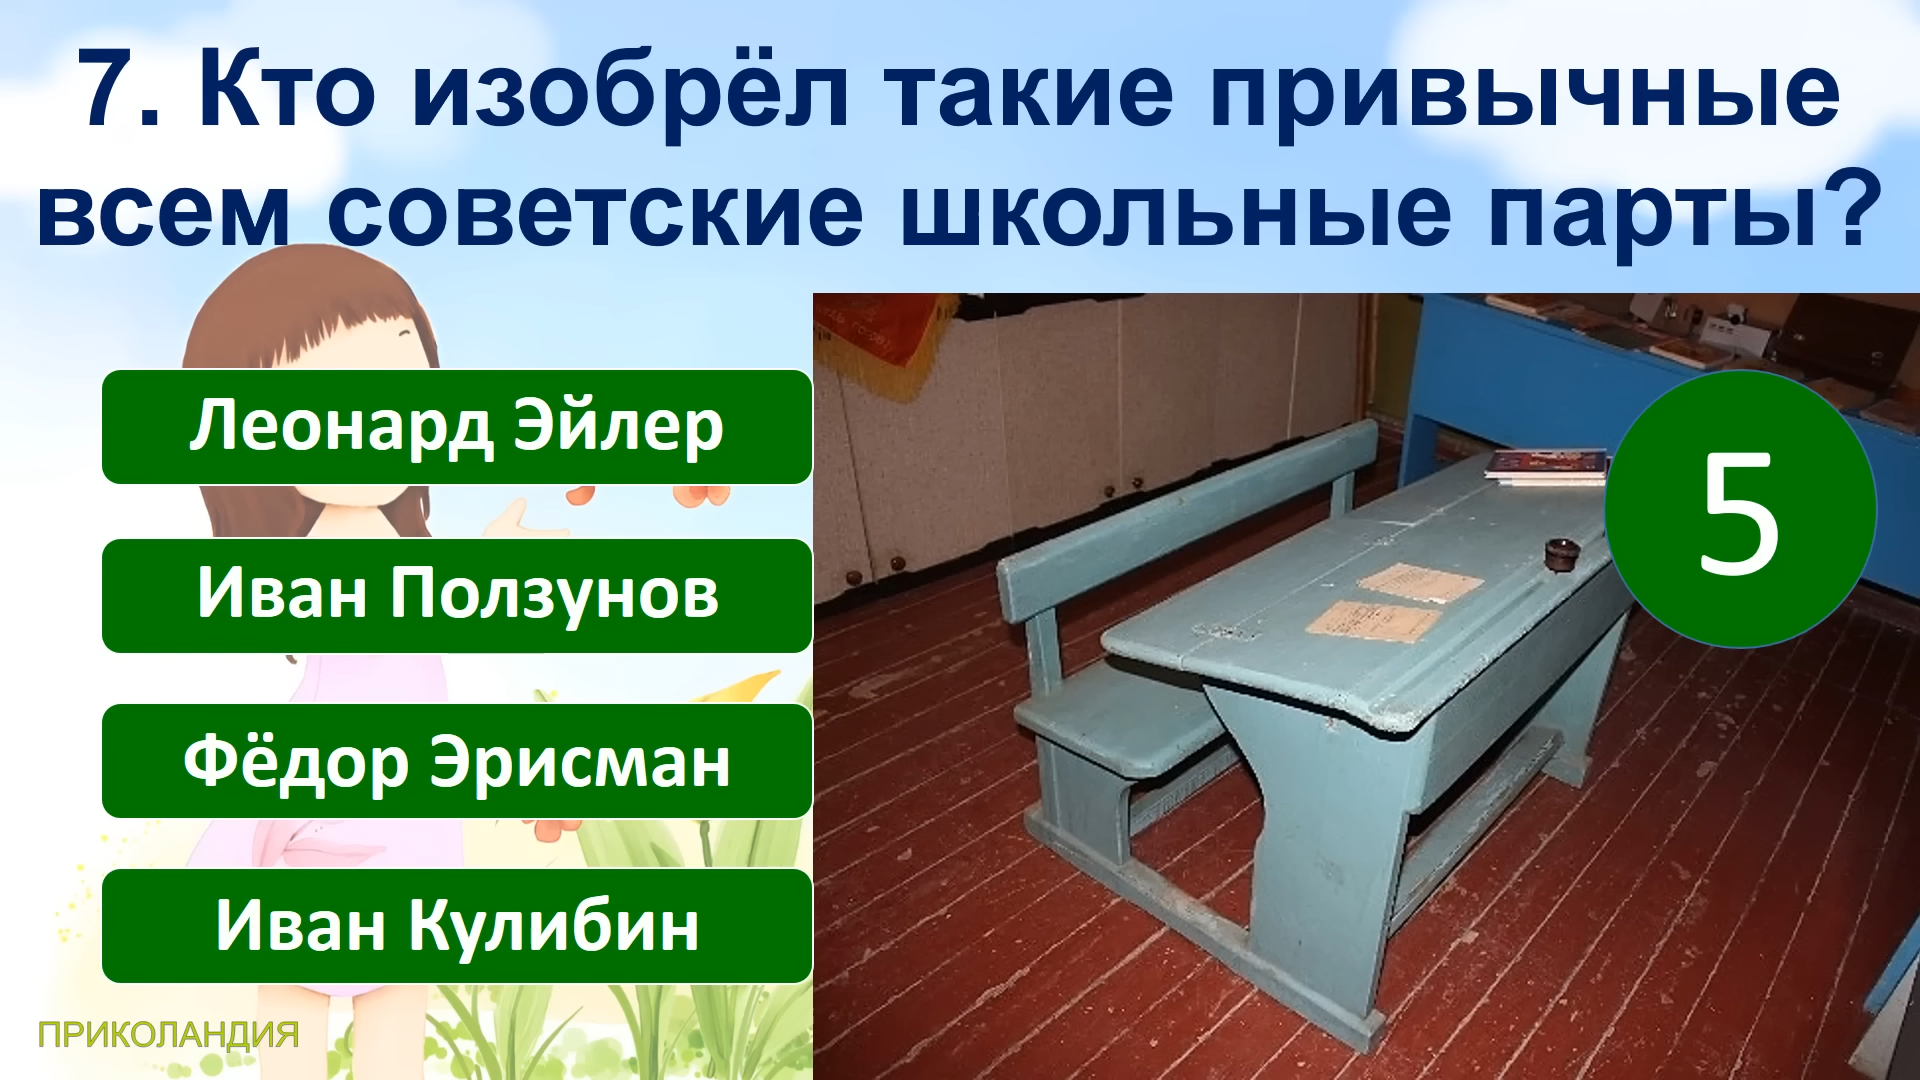 7. Кто изобрёл такие привычные
всем советские школьные парты?
Леонард Эйлер
5
Иван Ползунов
Фёдор Эрисман
Иван Кулибин
ПРИКОЛАНДИЯ